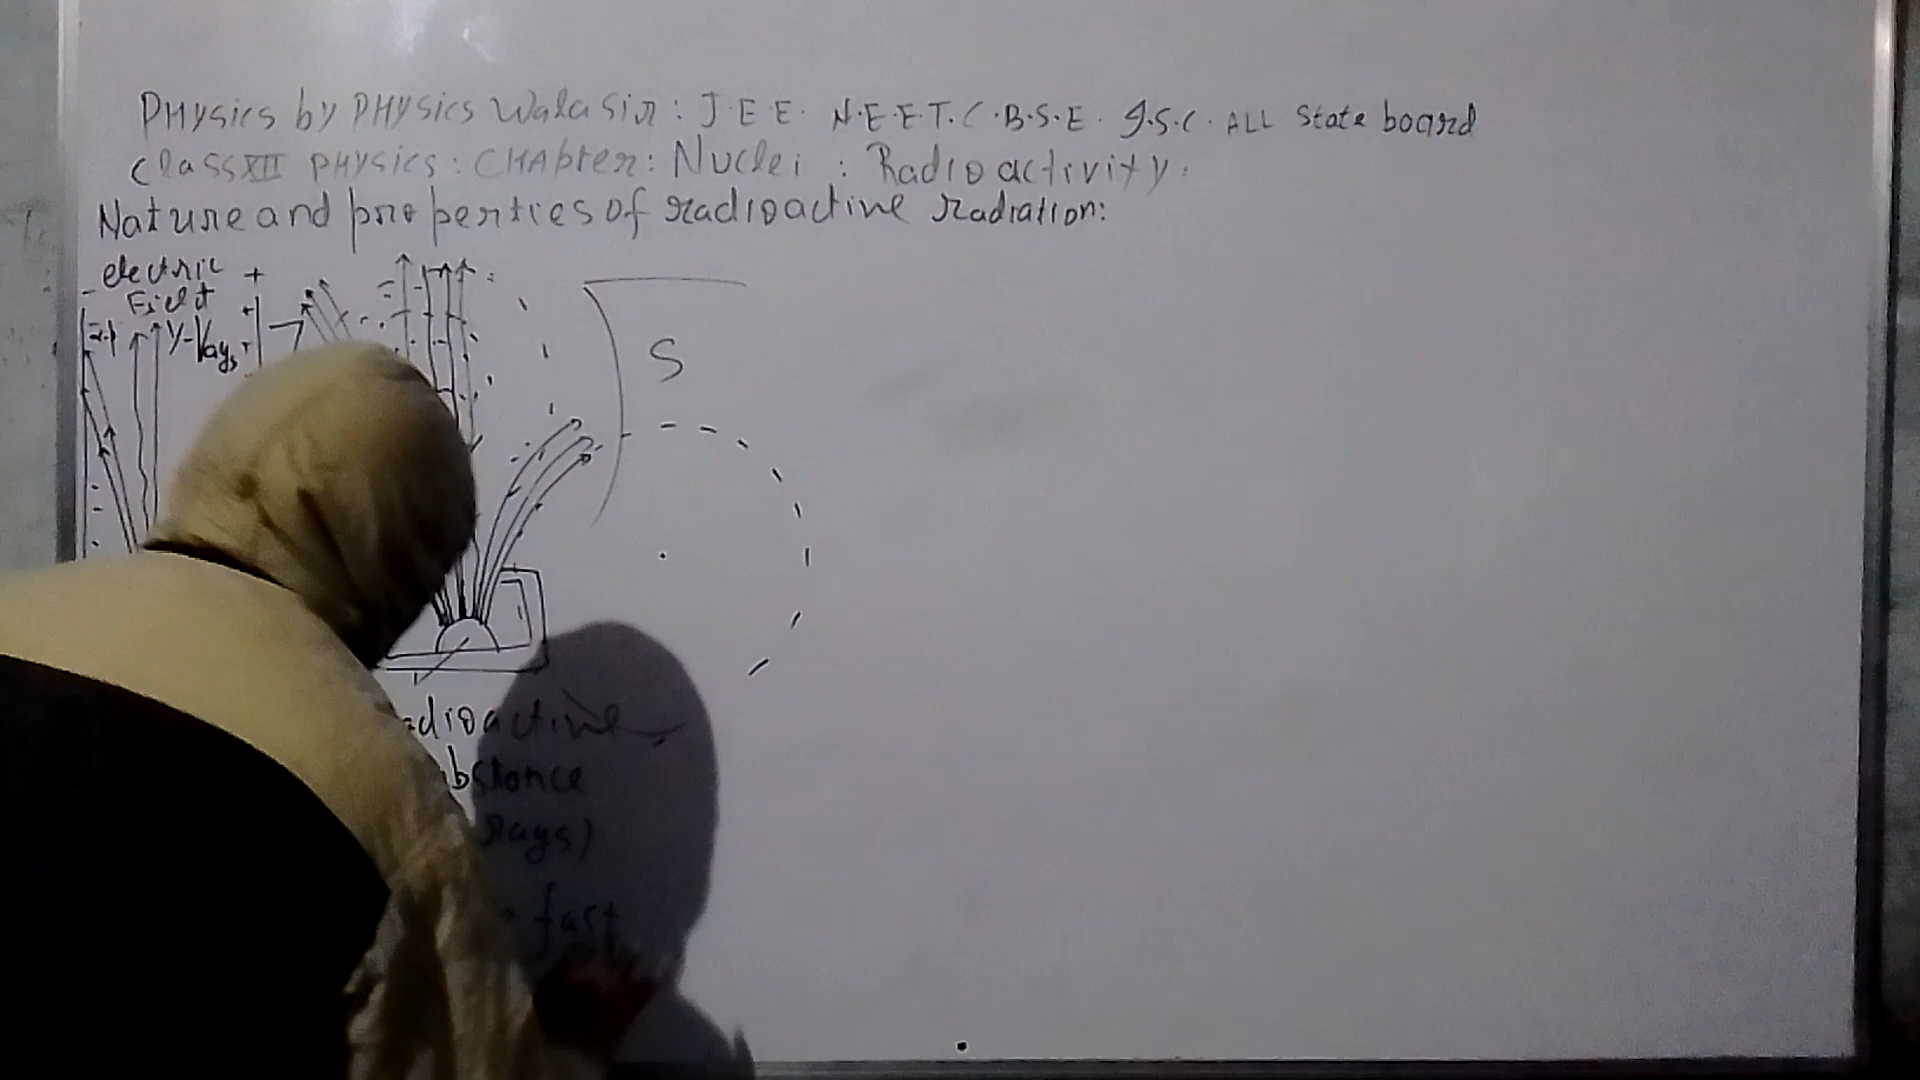 Physics by PHysics Wala sir: J.E.E. N.E.E.T. C.B.S.E. I.S.C. ALL State board
Class XII PHysics: CHApter: Nuclei : Radioactivity.
Nature and properties of radioactive radiation:
electric +
Field
γ-rays
S
adioactive
bstance
rays)
fast